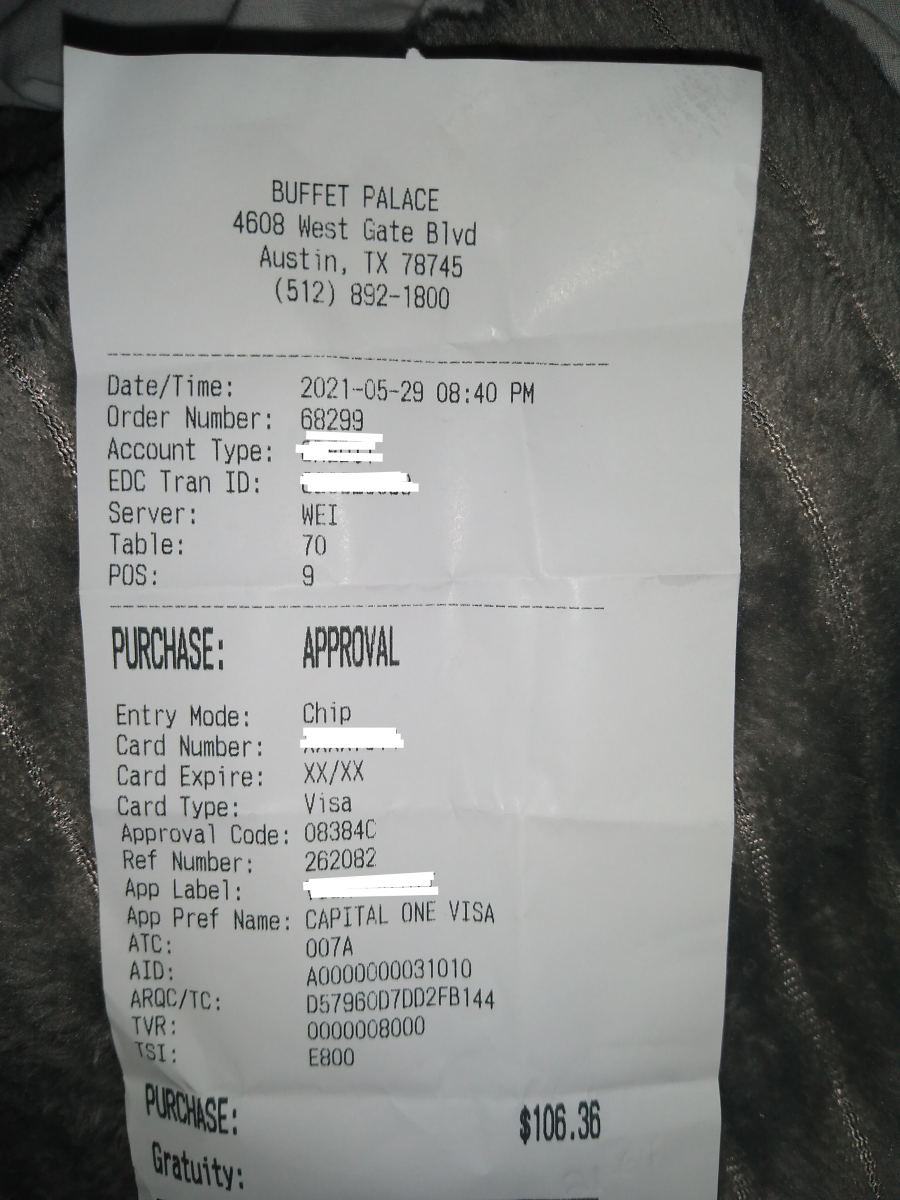 BUFFET PALACE
4608 West Gate Blvd
Austin, TX 78745
(512) 892-1800
Date/Time: 2021-05-29 08:40 PM
Order Number: 68299
Account Type:
EDC Tran ID:
Server: WEI
Table: 70
POS: 9
PURCHASE: APPROVAL
Entry Mode: Chip
Card Number:
Card Expire: XX/XX
Card Type: Visa
Approval Code: 08384C
Ref Number: 262082
App Label:
App Pref Name: CAPITAL ONE VISA
ATC: 007A
AID: A0000000031010
ARQC/TC: D57960D7DD2FB144
TVR: 0000008000
TSI: E800
PURCHASE: $106.36
Gratuity: